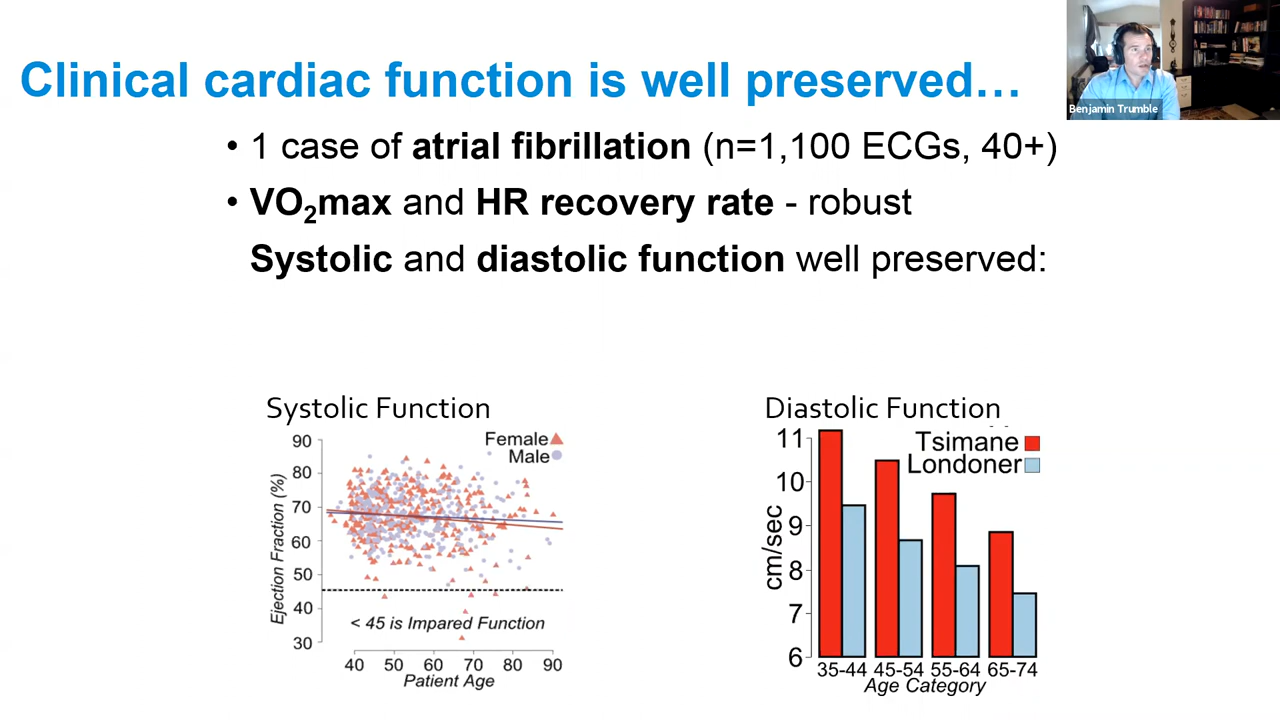 Clinical cardiac function is well preserved…
Benjamin Trumble
• 1 case of atrial fibrillation (n=1,100 ECGs, 40+)
• VO2max and HR recovery rate - robust
Systolic and diastolic function well preserved:
Systolic Function
Female
Male
90
80
70
60
50
40
30
Ejection Fraction (%)
< 45 is Impared Function
40 50 60 70 80 90
Patient Age
Diastolic Function
Tsimane
Londoner
11
10
9
8
7
6
cm/sec
35-44 45-54 55-64 65-74
Age Category